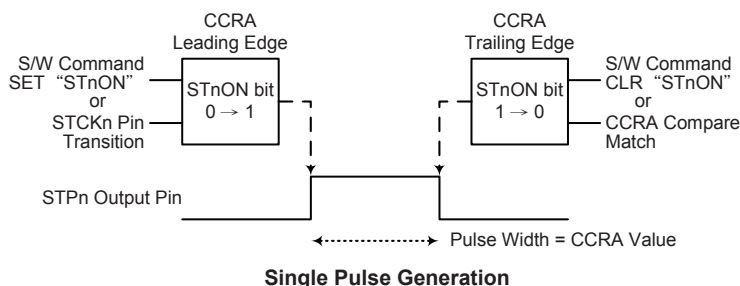 CCRA
Leading Edge
S/W Command
SET “STnON”
or
STCKn Pin
Transition
STnON bit
0 → 1
CCRA
Trailing Edge
STnON bit
1 → 0
S/W Command
CLR “STnON”
or
CCRA Compare
Match
STPn Output Pin
Pulse Width = CCRA Value
Single Pulse Generation